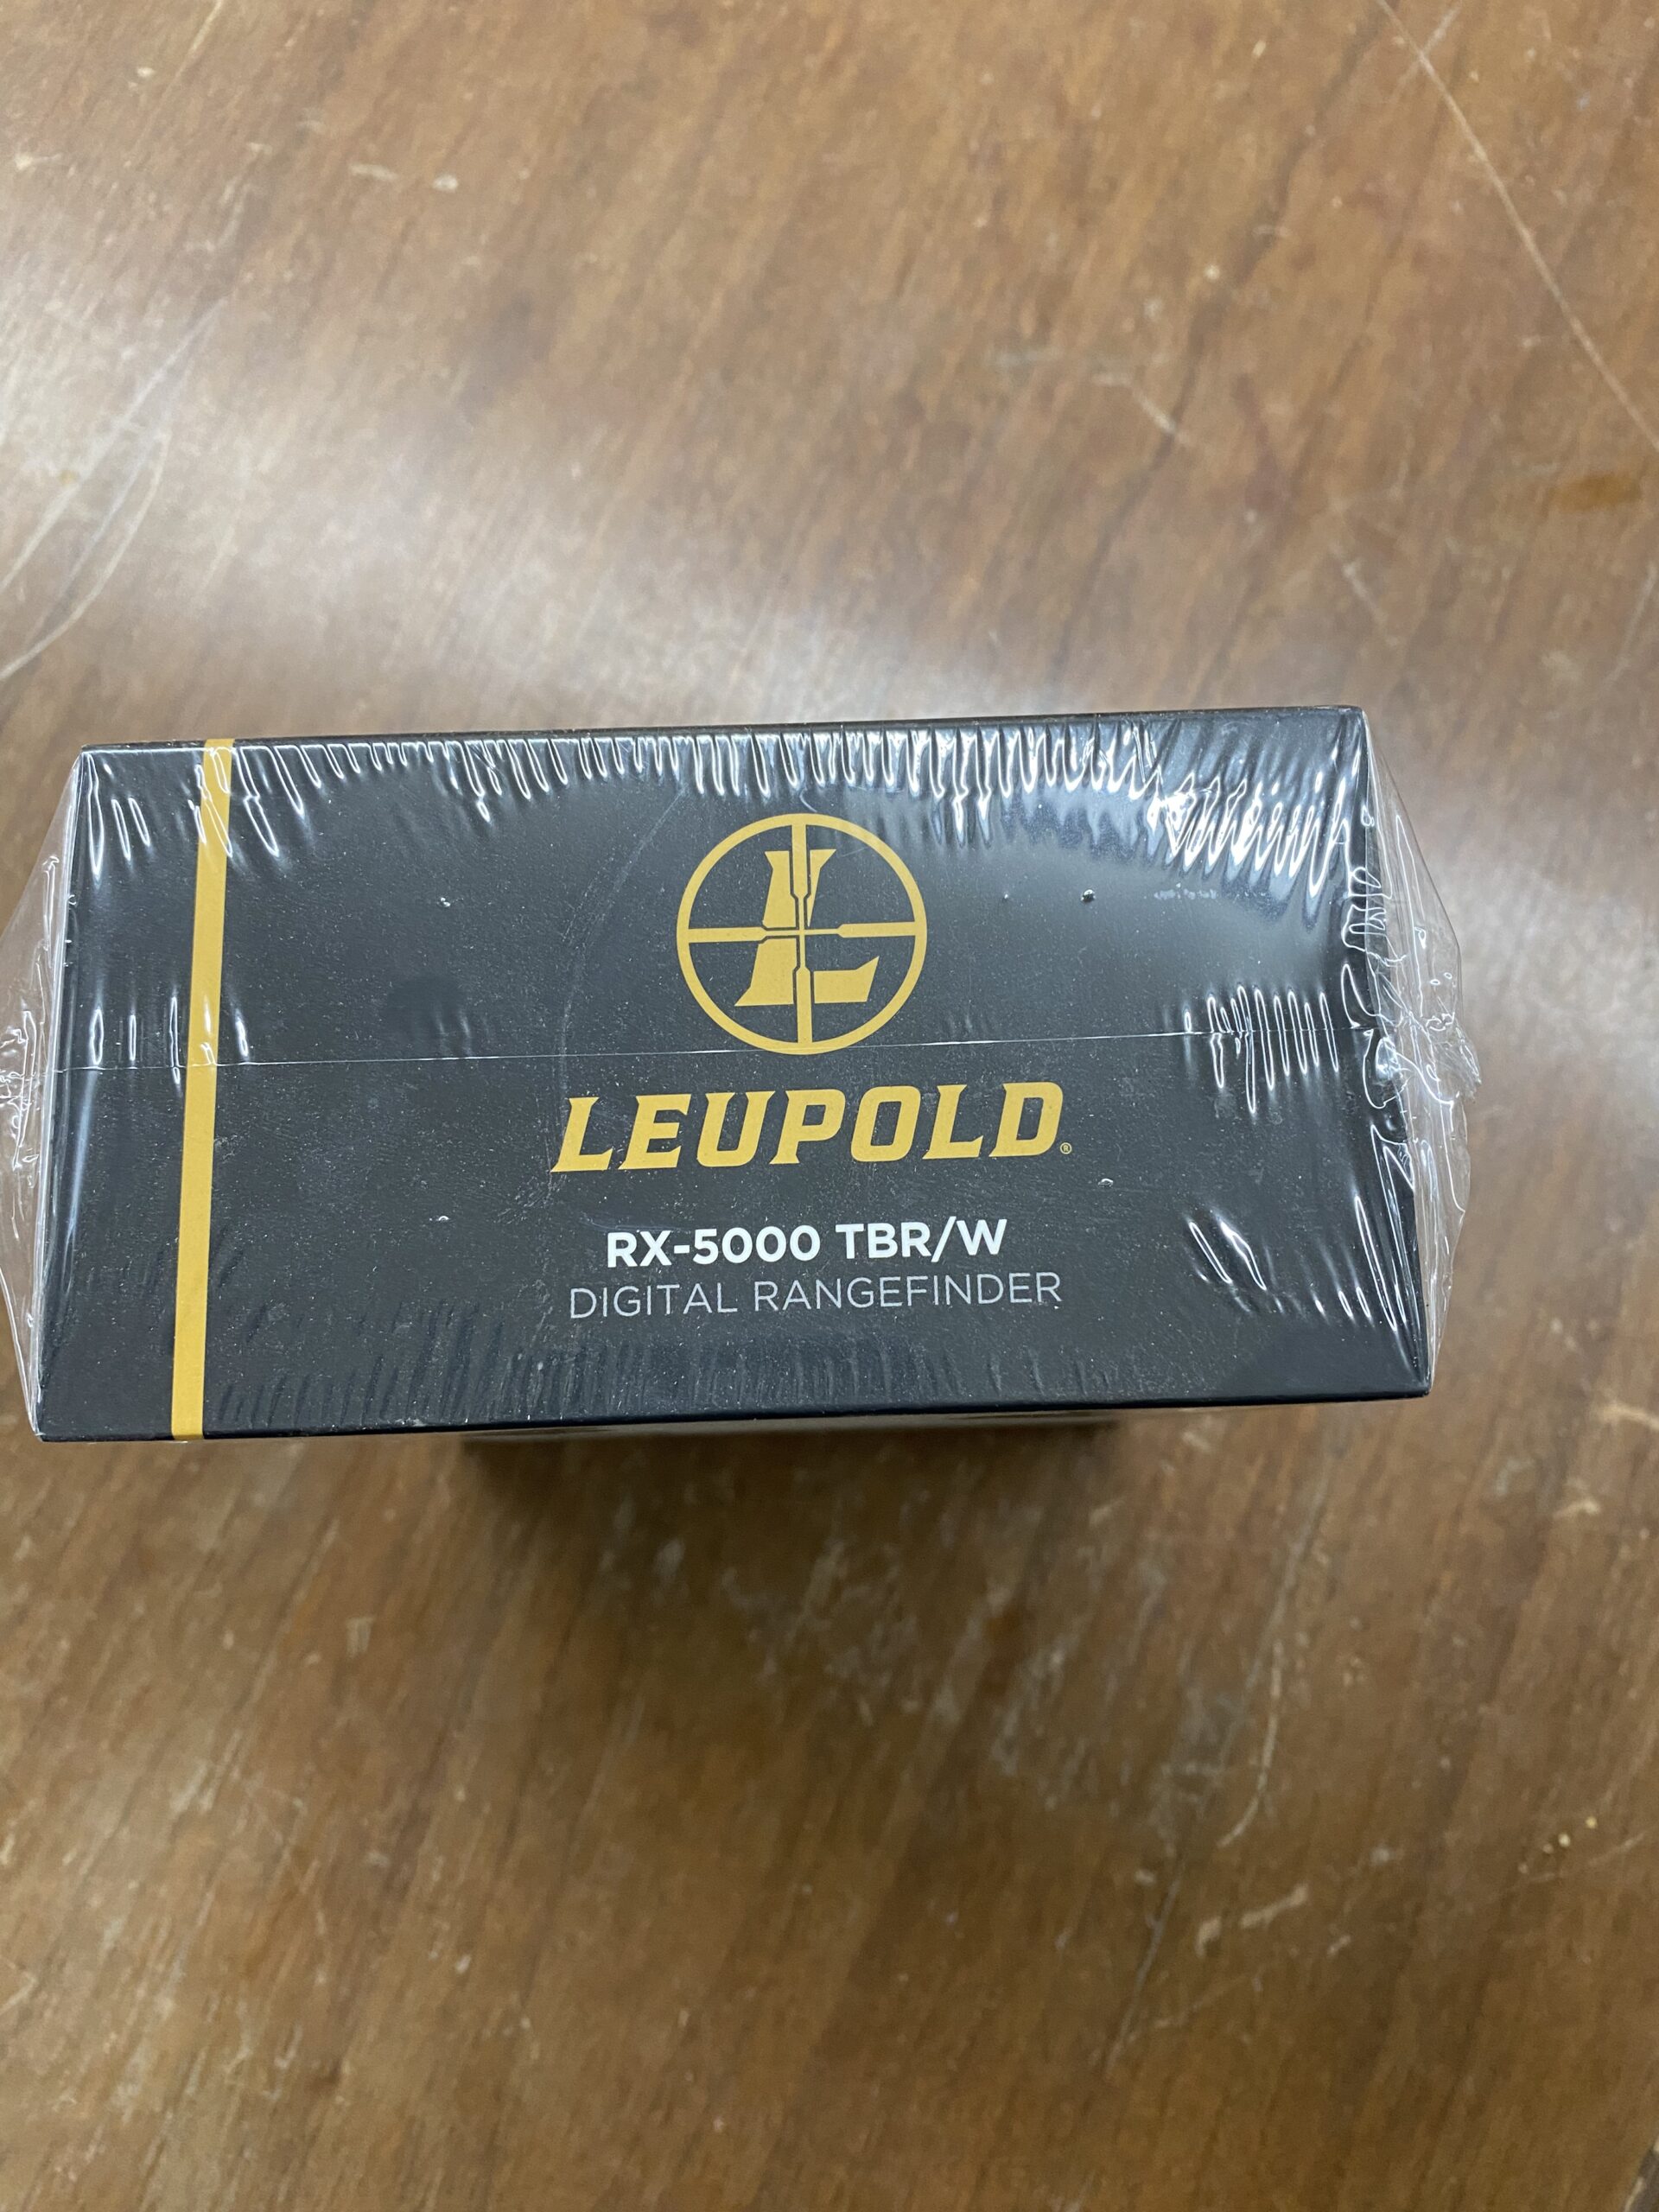 L
LEUPOLD®
RX-5000 TBR/W
DIGITAL RANGEFINDER